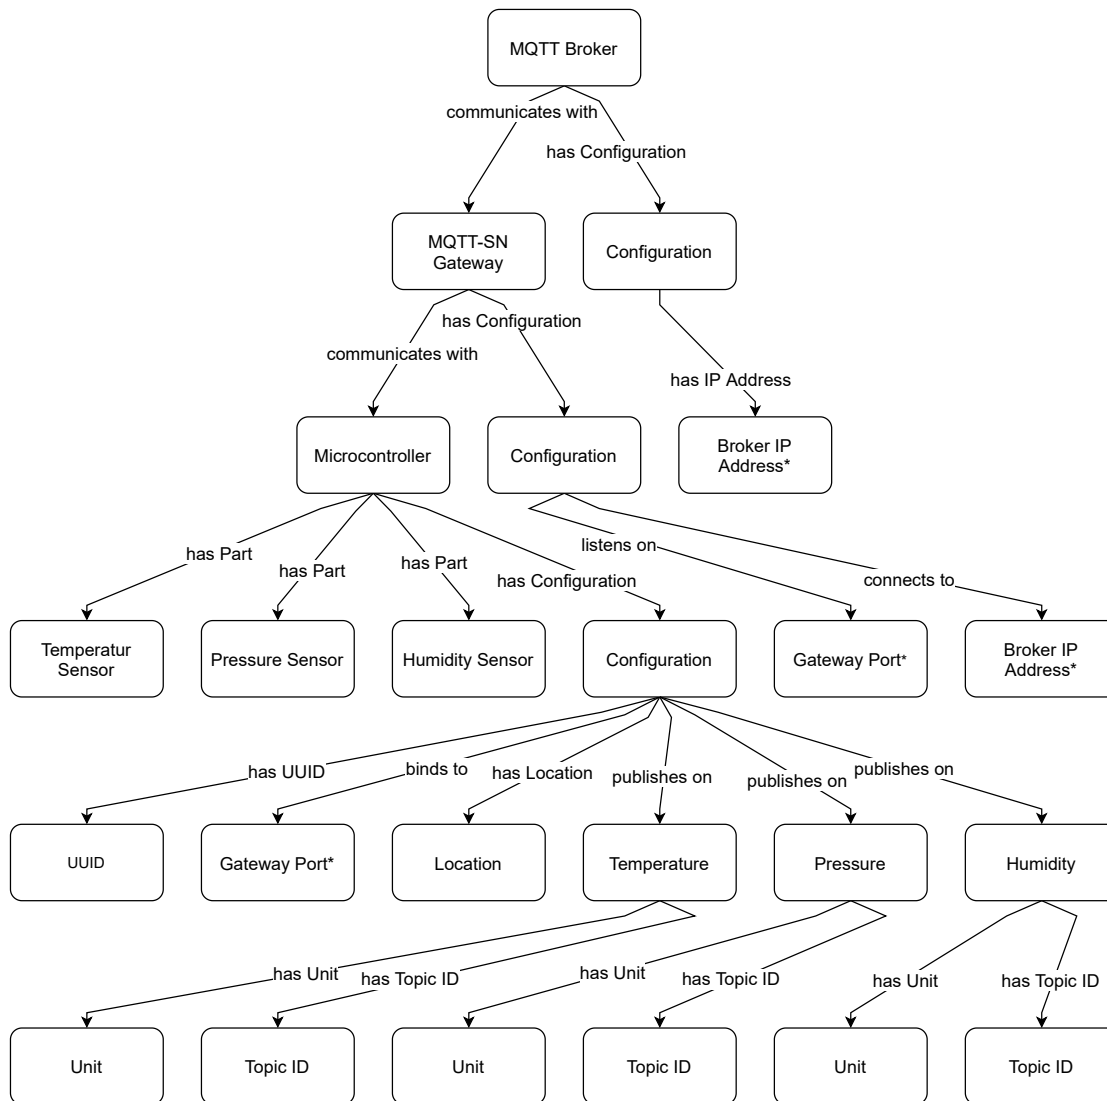 MQTT Broker
communicates with
has Configuration
MQTT-SN
Gateway
Configuration
has Configuration
communicates with
has IP Address
Microcontroller
Configuration
Broker IP
Address*
has Part
has Part
has Part
has Configuration
listens on
connects to
Temperatur
Sensor
Pressure Sensor
Humidity Sensor
Configuration
Gateway Port*
Broker IP
Address*
has UUID
binds to
has Location
publishes on
publishes on
publishes on
UUID
Gateway Port*
Location
Temperature
Pressure
Humidity
has Unit
has Topic ID
has Unit
has Topic ID
has Unit
has Topic ID
Unit
Topic ID
Unit
Topic ID
Unit
Topic ID